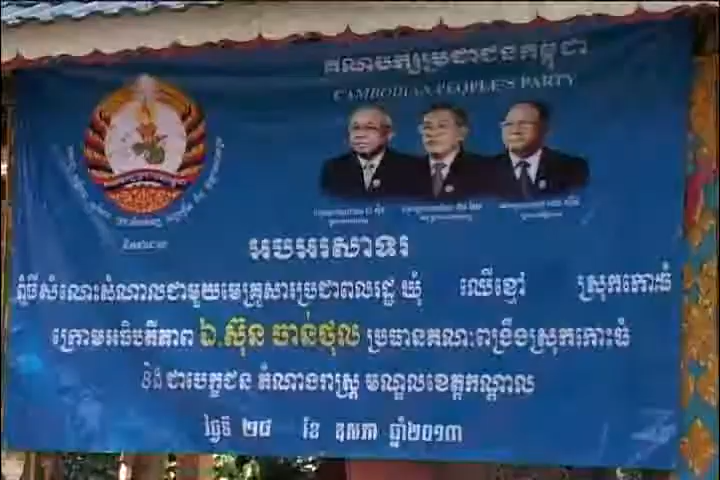 គណបក្សប្រជាជនកម្ពុជា
CAMBODIAN PEOPLE'S PARTY
អបអរសាទរ
ពិធីសំណេះសំណាលជាមួយមេគ្រួសារប្រជាពលរដ្ឋ ឃុំ ឈើខ្មៅ ស្រុកកោះធំ
ក្រោមអធិបតីភាព ឯ.ស៊ុន ចាន់ថុល ប្រធានគណៈពង្រឹងស្រុកកោះធំ
និង ជាបេក្ខជន តំណាងរាស្ត្រ មណ្ឌលខេត្តកណ្តាល
ថ្ងៃទី ២៨ ខែ ឧសភា ឆ្នាំ២០១៣